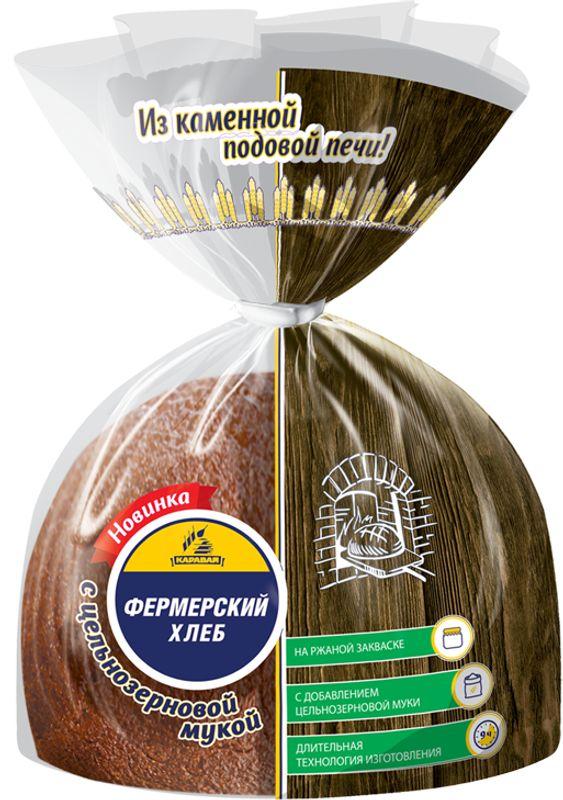 Из каменной
подовой печи!
Новинка
КАРАВАЙ
ФЕРМЕРСКИЙ
ХЛЕБ
с цельнозерновой
мукой
НА РЖАНОЙ ЗАКВАСКЕ
С ДОБАВЛЕНИЕМ
ЦЕЛЬНОЗЕРНОВОЙ МУКИ
ДЛИТЕЛЬНАЯ
ТЕХНОЛОГИЯ ИЗГОТОВЛЕНИЯ
9 ч